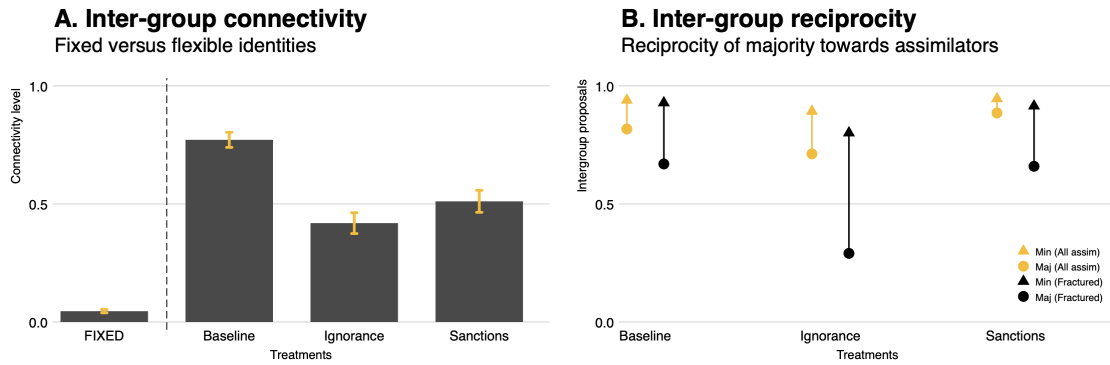 A. Inter-group connectivity
Fixed versus flexible identities
Connectivity level
1.0
0.5
0.0
FIXED
Baseline
Ignorance
Sanctions
Treatments
B. Inter-group reciprocity
Reciprocity of majority towards assimilators
Intergroup proposals
1.0
0.5
0.0
Min (All assim)
Maj (All assim)
Min (Fractured)
Maj (Fractured)
Baseline
Ignorance
Sanctions
Treatments